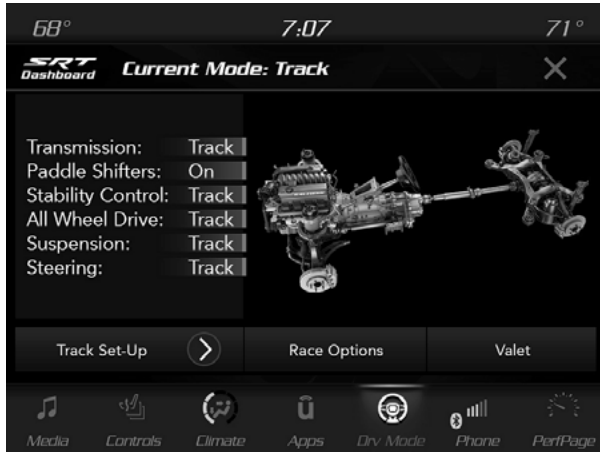 68° 7:07 71°
SRT Dashboard Current Mode: Track
Transmission: Track
Paddle Shifters: On
Stability Control: Track
All Wheel Drive: Track
Suspension: Track
Steering: Track
Track Set-Up Race Options Valet
Media Controls Climate Apps Drv Mode Phone PerfPage